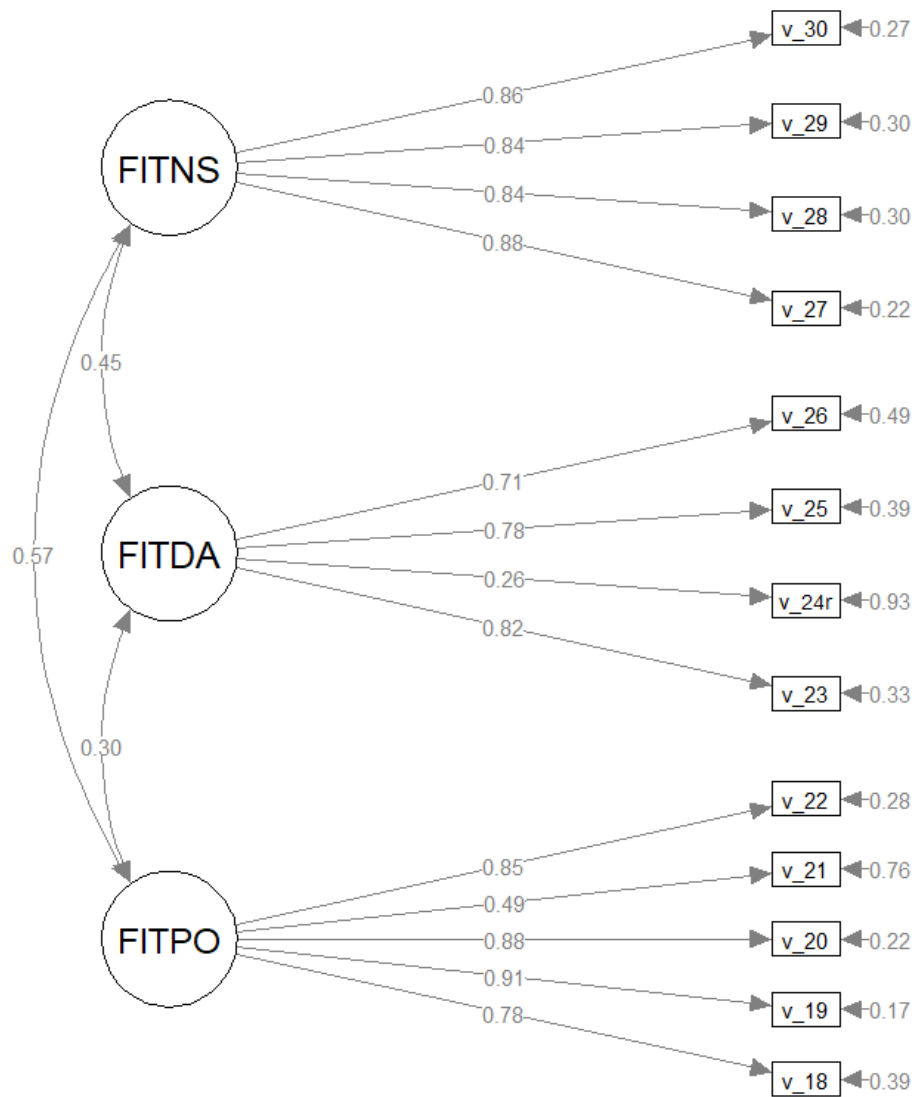 v_30 0.27
0.86
v_29 0.30
0.84
FITNS
0.84
v_28 0.30
0.88
v_27 0.22
0.45
v_26 0.49
0.71
v_25 0.39
0.78
0.57
FITDA
0.26
v_24r 0.93
0.82
v_23 0.33
0.30
v_22 0.28
0.85
v_21 0.76
0.49
FITPO
0.88
v_20 0.22
0.91
v_19 0.17
0.78
v_18 0.39